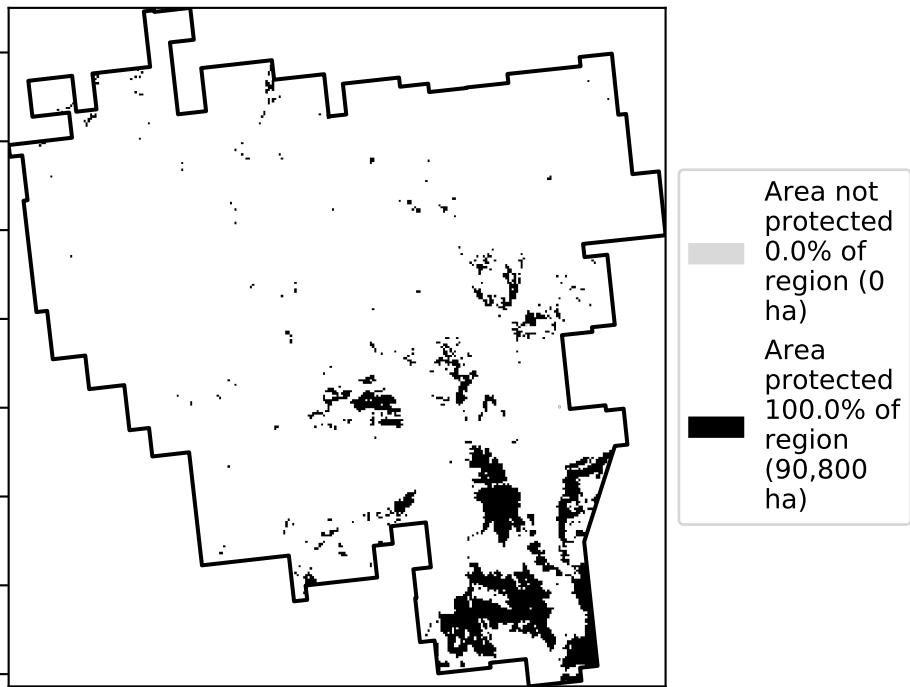 Area not
protected
0.0% of
region (0
ha)
Area
protected
100.0% of
region
(90,800
ha)